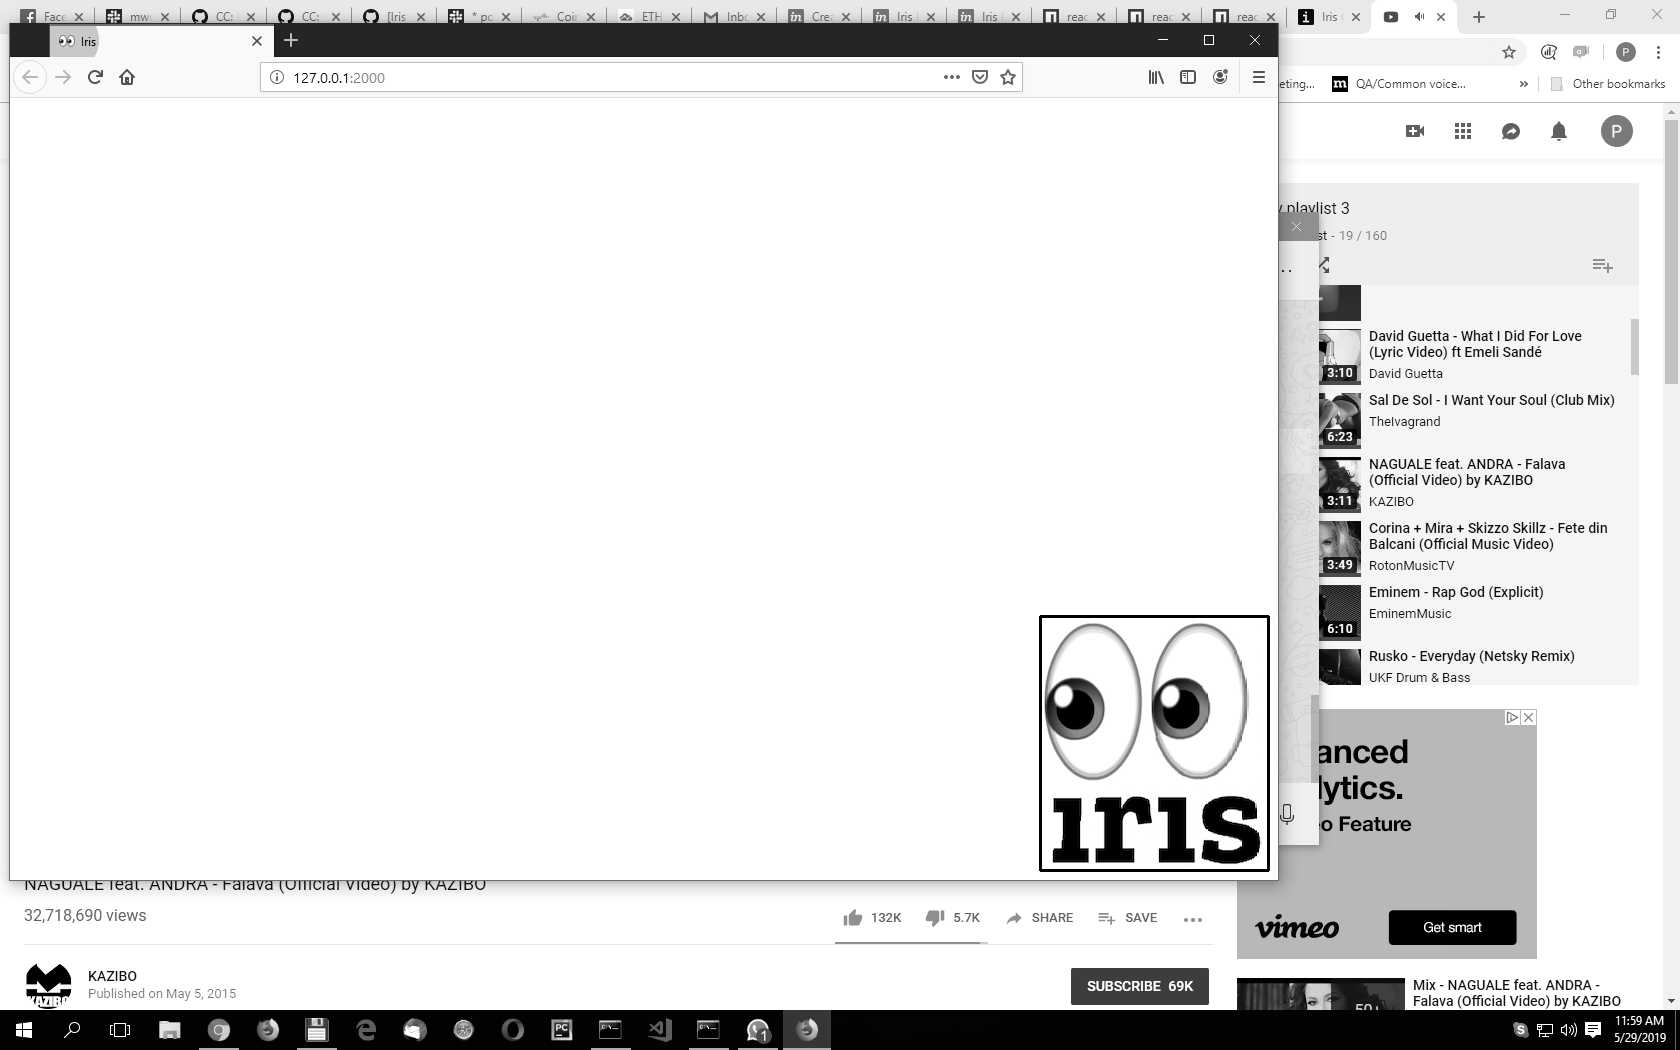 Face
mw
CC:
CC:
[Iris
* po
Coin
ETH
Inbo
Crea
Iris
Iris
reac
reac
reac
Iris
Iris
127.0.0.1:2000
P
eting...
m
QA/Common voice...
»
Other bookmarks
P
y playlist 3
st - 19 / 160
David Guetta - What I Did For Love
(Lyric Video) ft Emeli Sandé
3:10
David Guetta
Sal De Sol - I Want Your Soul (Club Mix)
TheIvagrand
6:23
NAGUALE feat. ANDRA - Falava
(Official Video) by KAZIBO
3:11
KAZIBO
Corina + Mira + Skizzo Skillz - Fete din
Balcani (Official Music Video)
3:49
RotonMusicTV
Eminem - Rap God (Explicit)
EminemMusic
6:10
Rusko - Everyday (Netsky Remix)
UKF Drum & Bass
iris
anced
lytics.
eo Feature
vimeo
Get smart
NAGUALE feat. ANDRA - Falava (Official Video) by KAZIBO
32,718,690 views
132K
5.7K
SHARE
SAVE
KAZIBO
KAZIBO
Published on May 5, 2015
SUBSCRIBE 69K
Mix - NAGUALE feat. ANDRA -
Falava (Official Video) by KAZIBO
50+
PC
1
11:59 AM
5/29/2019